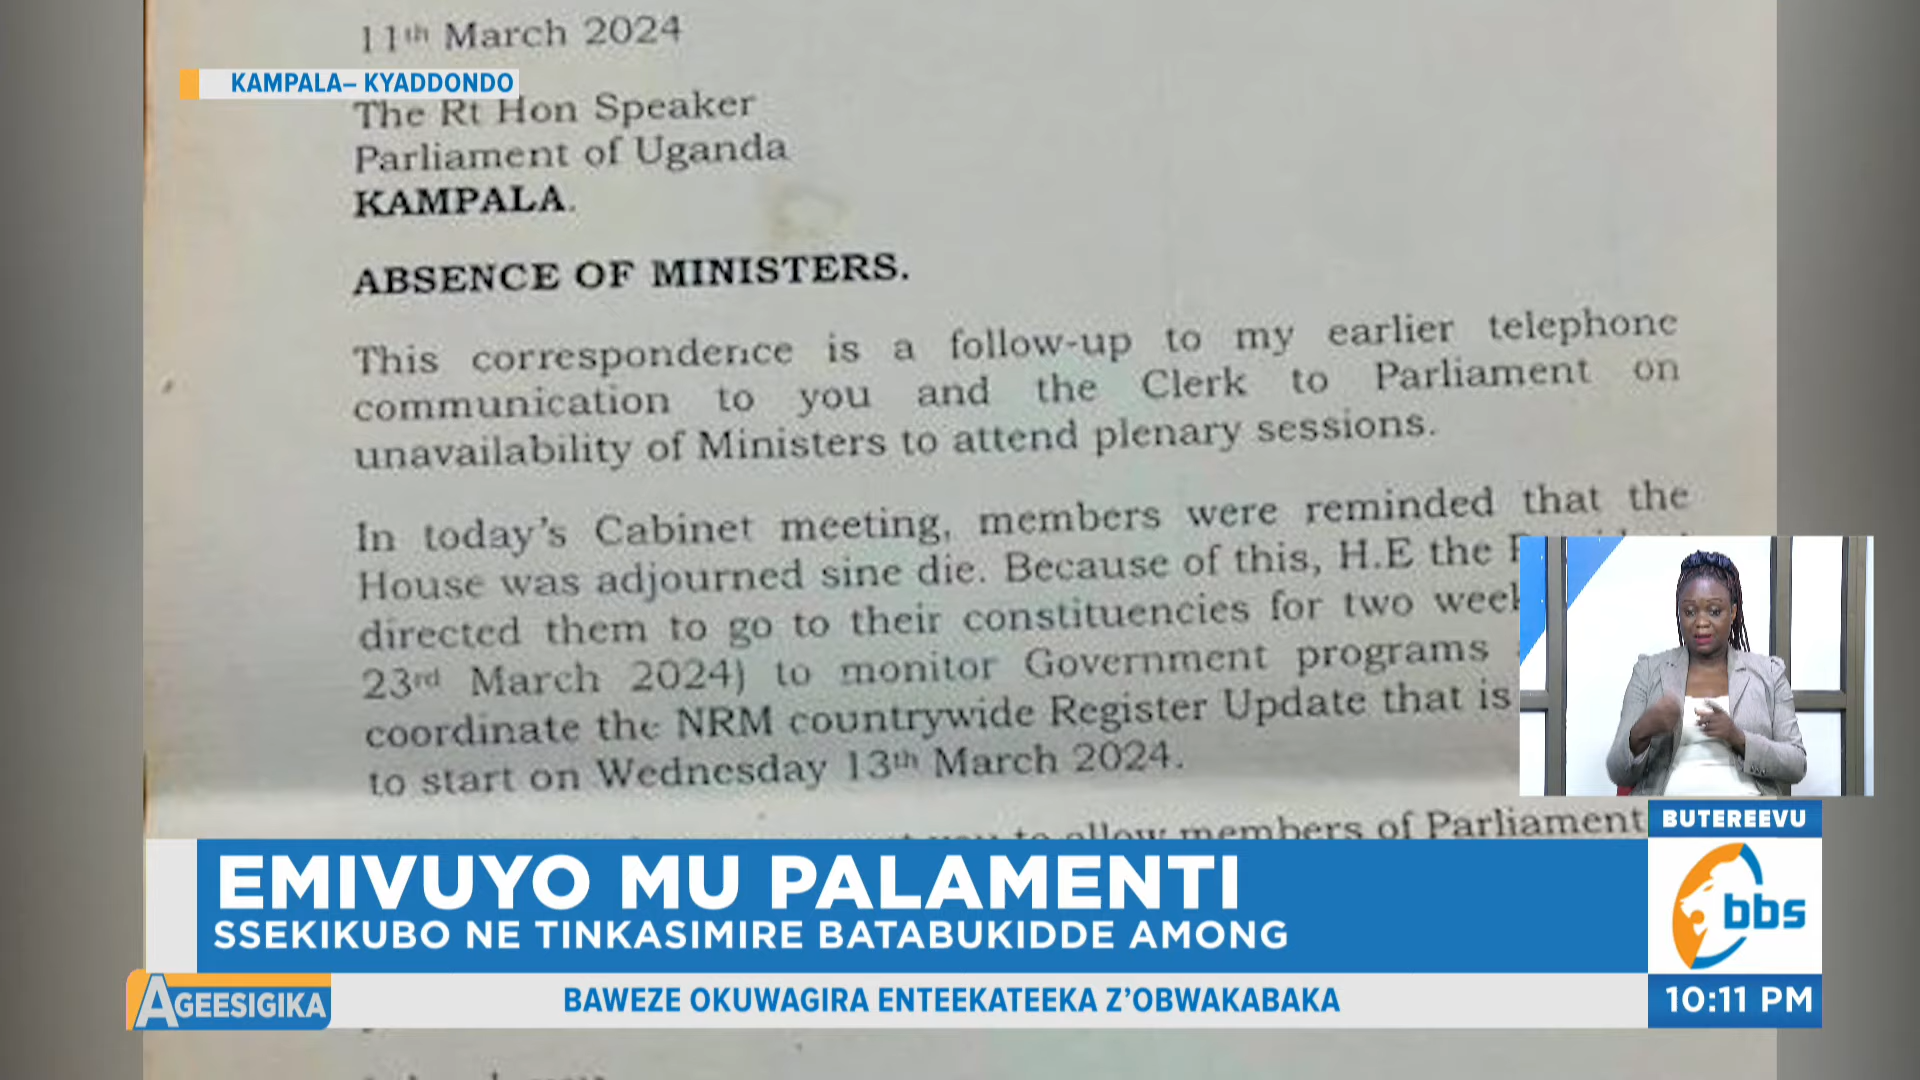 11th March 2024
KAMPALA– KYADDONDO
The Rt Hon Speaker
Parliament of Uganda
KAMPALA.
ABSENCE OF MINISTERS.
This correspondence is a follow-up to my earlier telephone
communication to you and the Clerk to Parliament on
unavailability of Ministers to attend plenary sessions.
In today's Cabinet meeting, members were reminded that the
House was adjourned sine die. Because of this, H.E the
directed them to go to their constituencies for two
23rd March 2024) to monitor Government programs
coordinate the NRM countrywide Register Update that is
to start on Wednesday 13th March 2024.
to allow members of Parliament
BUTEREEVU
EMIVUYO MU PALAMENTI
SSEKIKUBO NE TINKASIMIRE BATABUKIDDE AMONG
bbs
AGEESIGIKA
BAWEZE OKUWAGIRA ENTEEKATEEKA Z'OBWAKABAKA
10:11 PM